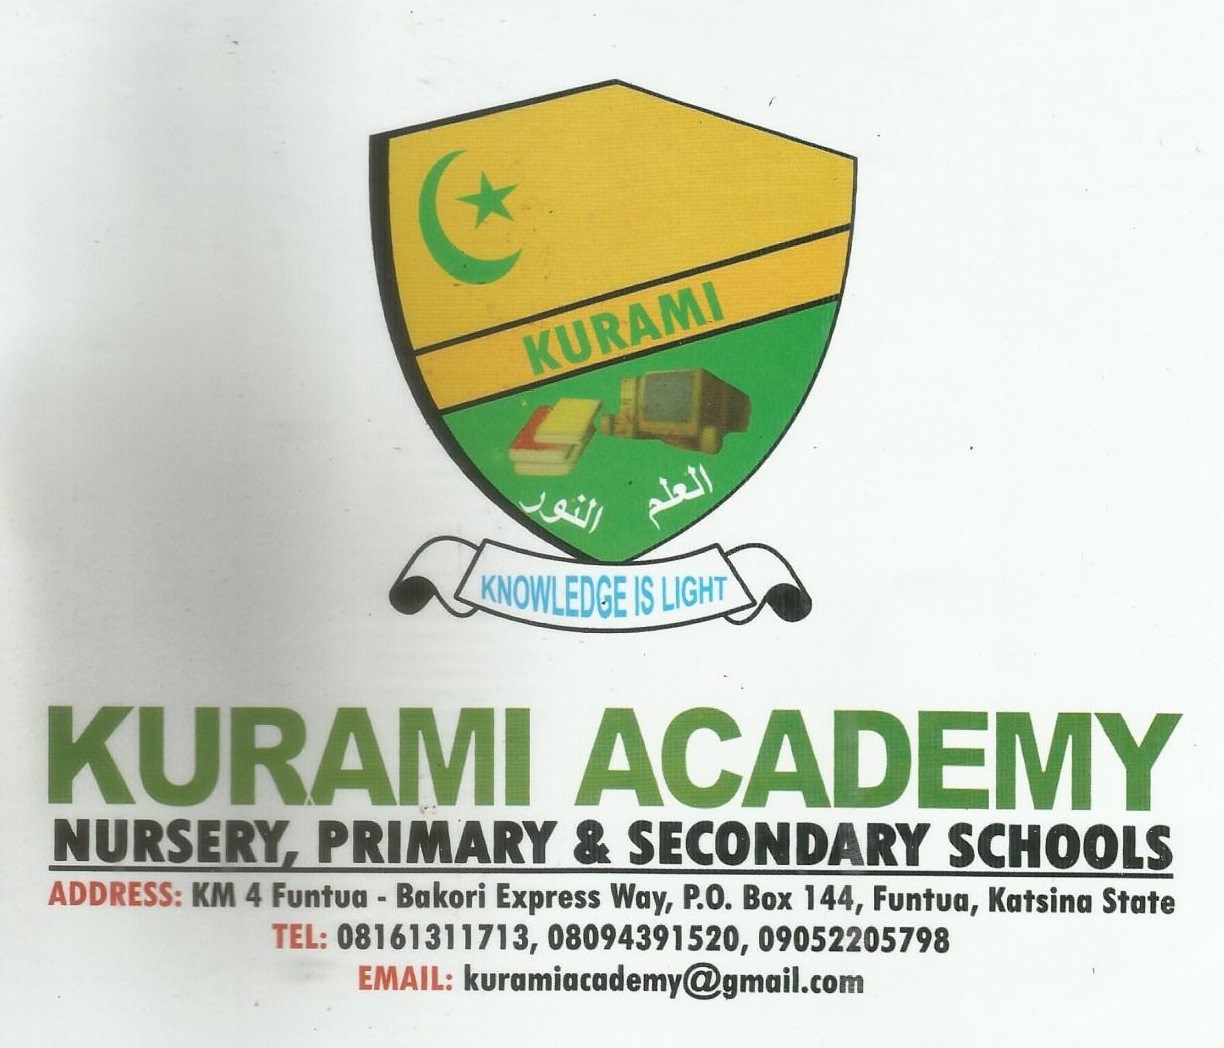 KURAMI
العلم النور
KNOWLEDGE IS LIGHT
KURAMI ACADEMY
NURSERY, PRIMARY & SECONDARY SCHOOLS
ADDRESS: KM 4 Funtua - Bakori Express Way, P.O. Box 144, Funtua, Katsina State
TEL: 08161311713, 08094391520, 09052205798
EMAIL: kuramiacademy@gmail.com